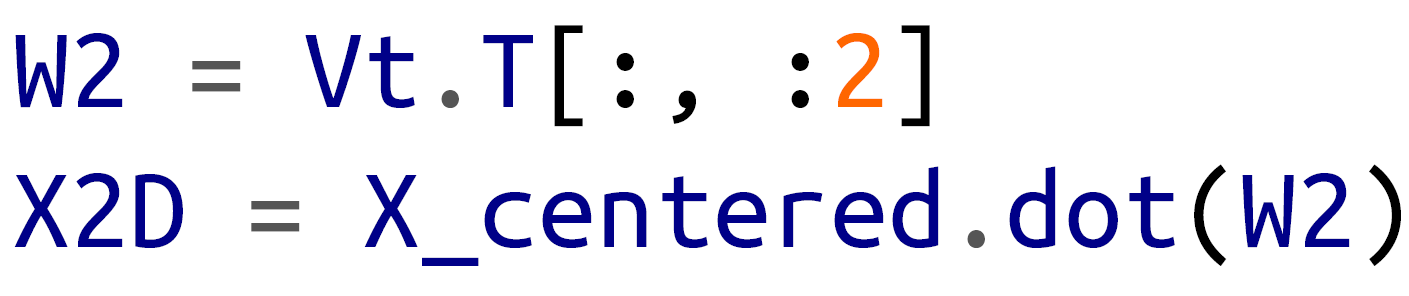 W2 = Vt.T[:, :2]
X2D = X_centered.dot(W2)